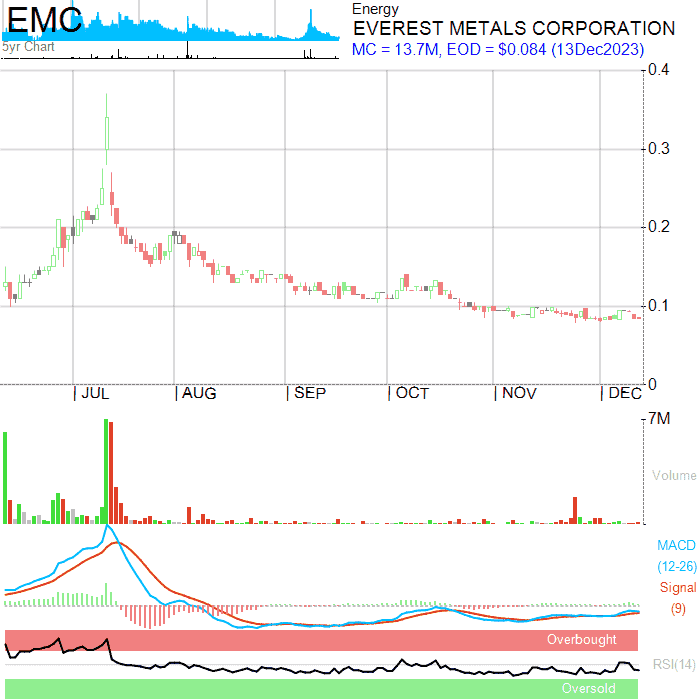 EMC
5yr Chart
Energy
EVEREST METALS CORPORATION
MC = 13.7M, EOD = $0.084 (13Dec2023)
0.4
0.3
0.2
0.1
0
JUL AUG SEP OCT NOV DEC
7M
Volume
MACD
(12-26)
Signal
(9)
Overbought
RSI(14)
Oversold